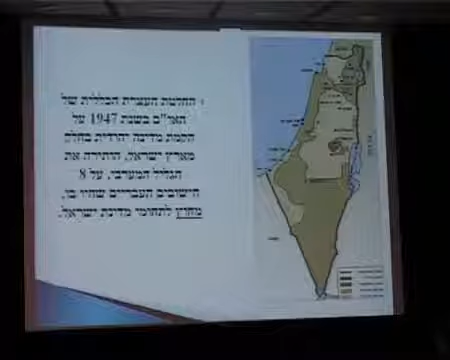 החלטת העצרת הכללית של
האו"ם בשנת 1947 על
הקמת מדינה יהודית בחלק
מארץ ישראל, הותירה את
הגליל המערבי, על 8
הישובים העבריים שהיו בו,
מחוץ לתחומי מדינת ישראל.